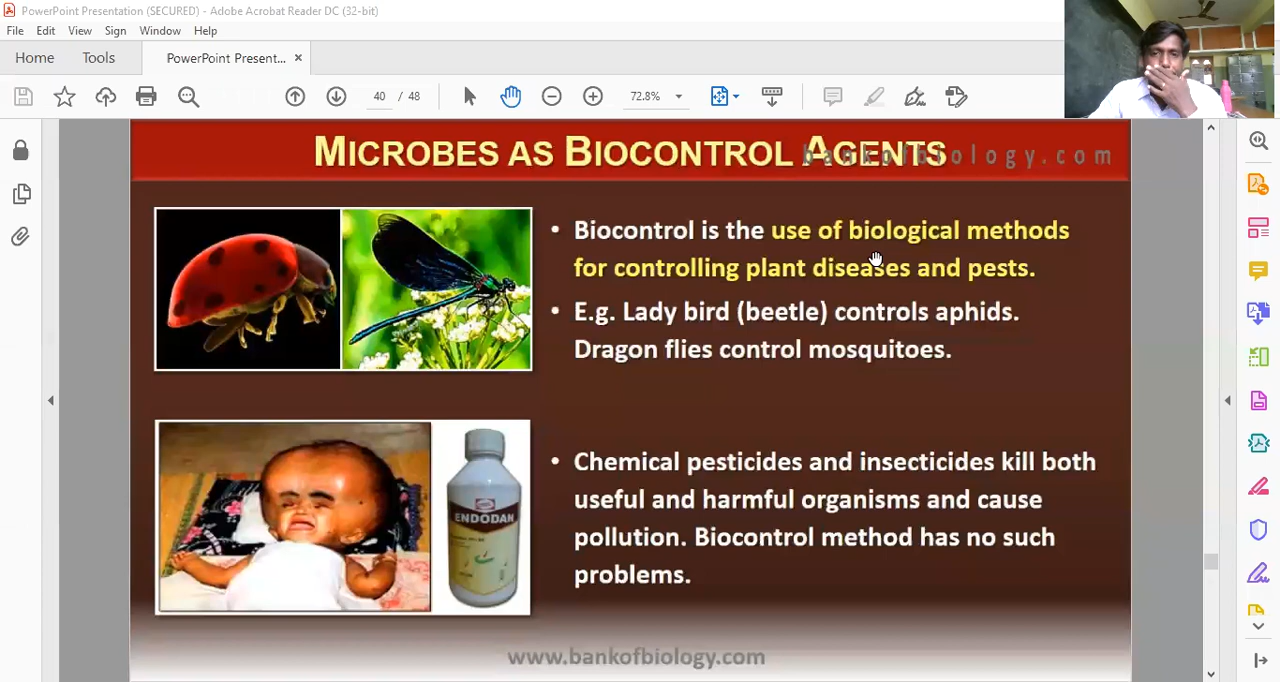 PowerPoint Presentation (SECURED) - Adobe Acrobat Reader DC (32-bit)
File Edit View Sign Window Help
Home Tools PowerPoint Present... ×
40 / 48 72.8%
MICROBES AS BIOCONTROL AGENTS
bankofbiology.com
• Biocontrol is the use of biological methods
for controlling plant diseases and pests.
• E.g. Lady bird (beetle) controls aphids.
Dragon flies control mosquitoes.
ENDODAN
• Chemical pesticides and insecticides kill both
useful and harmful organisms and cause
pollution. Biocontrol method has no such
problems.
www.bankofbiology.com